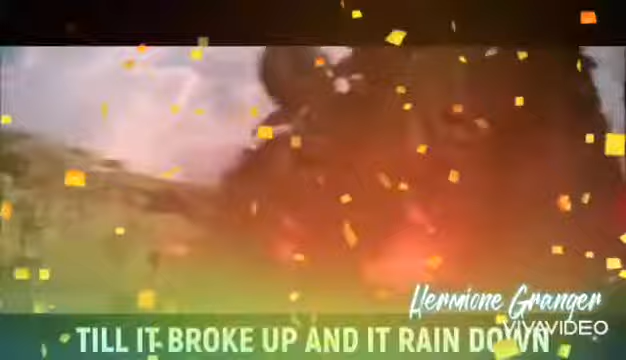 Hermione Granger
VIVAVIDEO
TILL IT BROKE UP AND IT RAIN DOWN